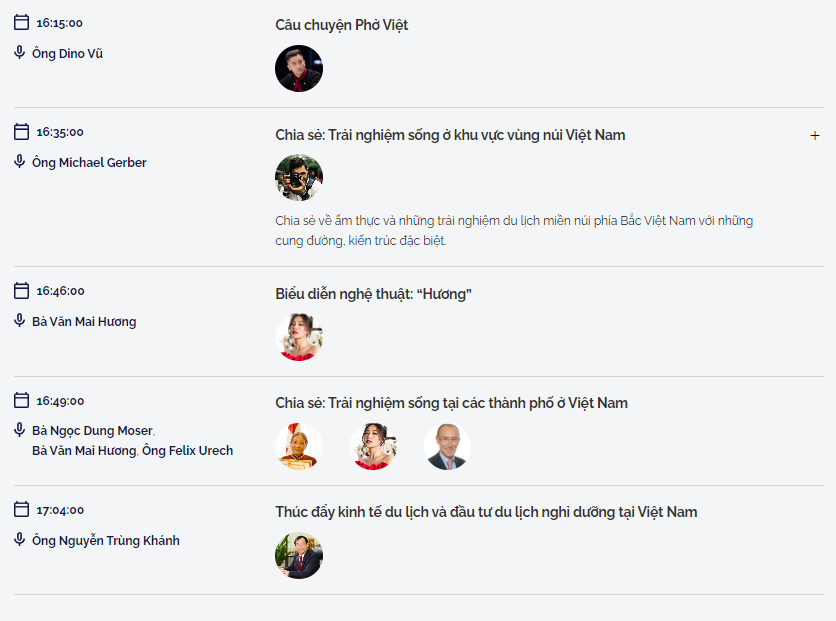 16:15:00
Câu chuyện Phở Việt
Ông Dino Vũ
16:35:00
Chia sẻ: Trải nghiệm sống ở khu vực vùng núi Việt Nam
+
Ông Michael Gerber
Chia sẻ về ẩm thực và những trải nghiệm du lịch miền núi phía Bắc Việt Nam với những
cung đường, kiến trúc đặc biệt.
16:46:00
Biểu diễn nghệ thuật: “Hương”
Bà Văn Mai Hương
16:49:00
Chia sẻ: Trải nghiệm sống tại các thành phố ở Việt Nam
Bà Ngọc Dung Moser,
Bà Văn Mai Hương, Ông Felix Urech
17:04:00
Thúc đẩy kinh tế du lịch và đầu tư du lịch nghỉ dưỡng tại Việt Nam
Ông Nguyễn Trùng Khánh